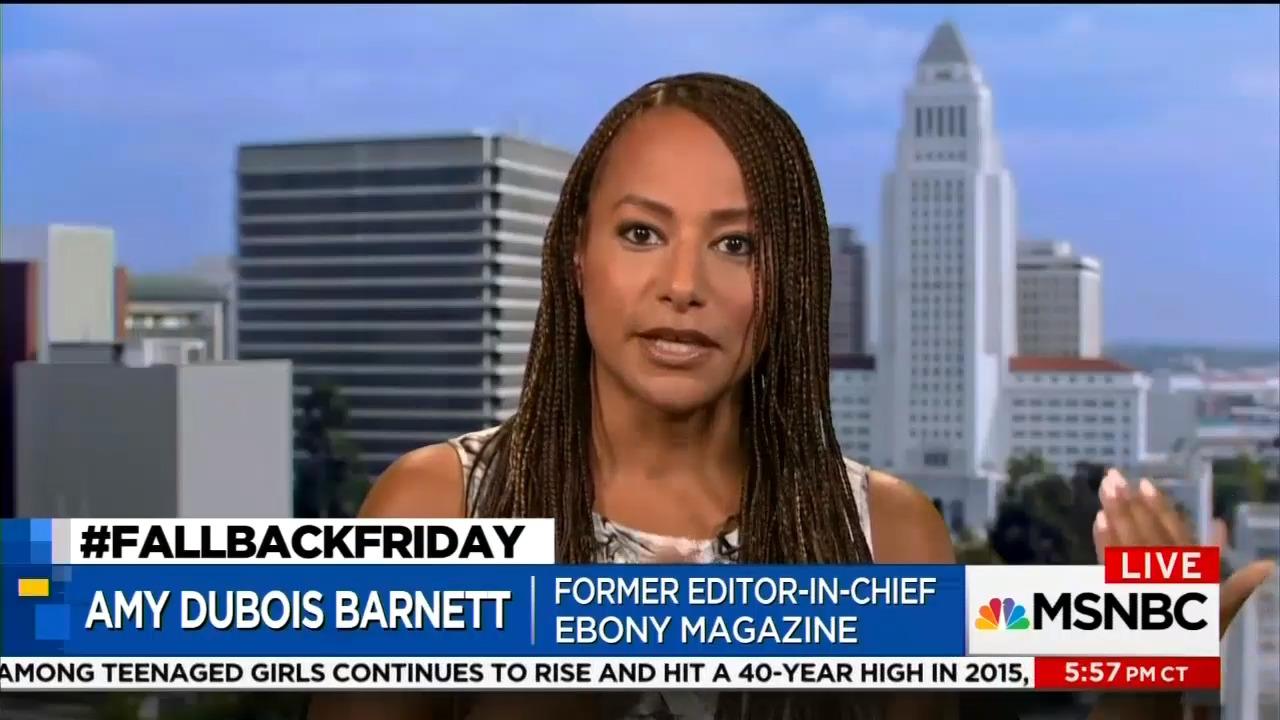 #FALLBACKFRIDAY
AMY DUBOIS BARNETT
FORMER EDITOR-IN-CHIEF
EBONY MAGAZINE
LIVE
MSNBC
AMONG TEENAGED GIRLS CONTINUES TO RISE AND HIT A 40-YEAR HIGH IN 2015,
5:57 PM CT